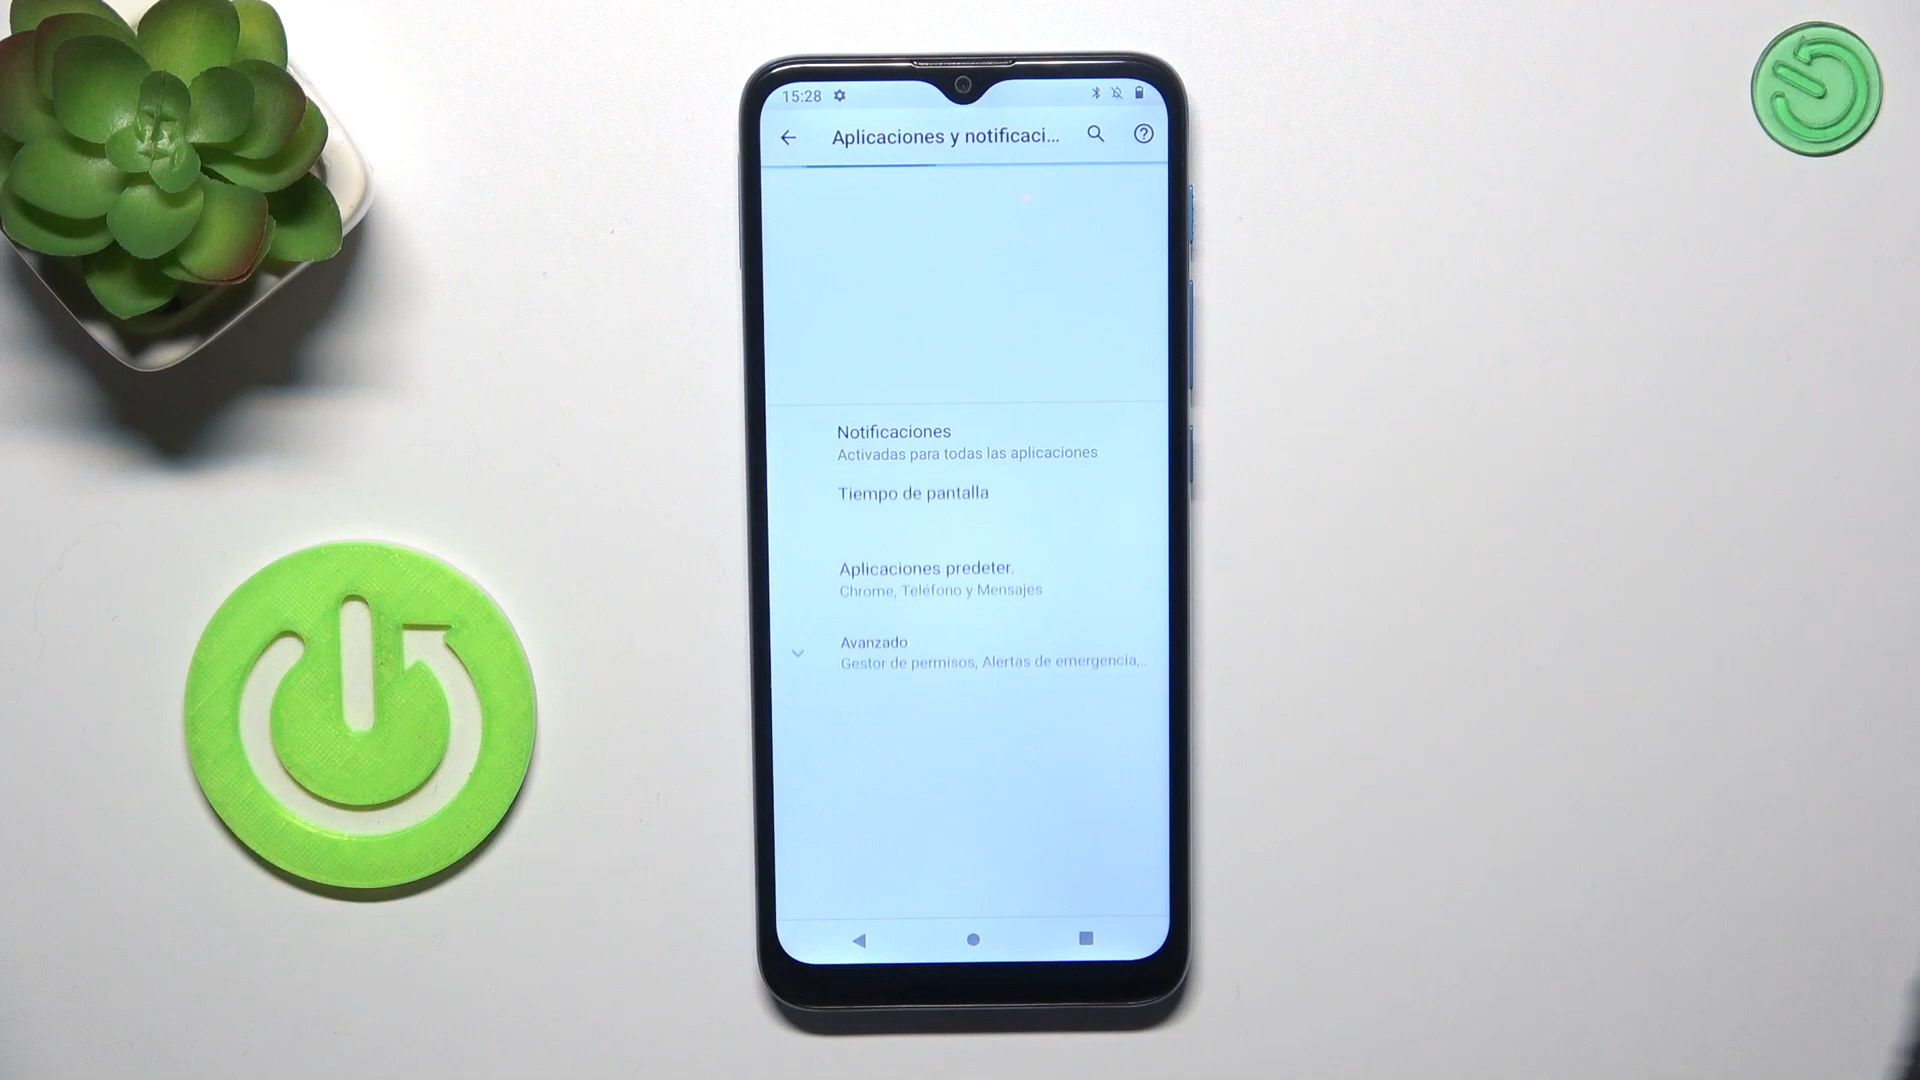 15:28
Aplicaciones y notificaci...
Notificaciones
Activadas para todas las aplicaciones
Tiempo de pantalla
Aplicaciones predeter.
Chrome, Teléfono y Mensajes
Avanzado
Gestor de permisos, Alertas de emergencia,...